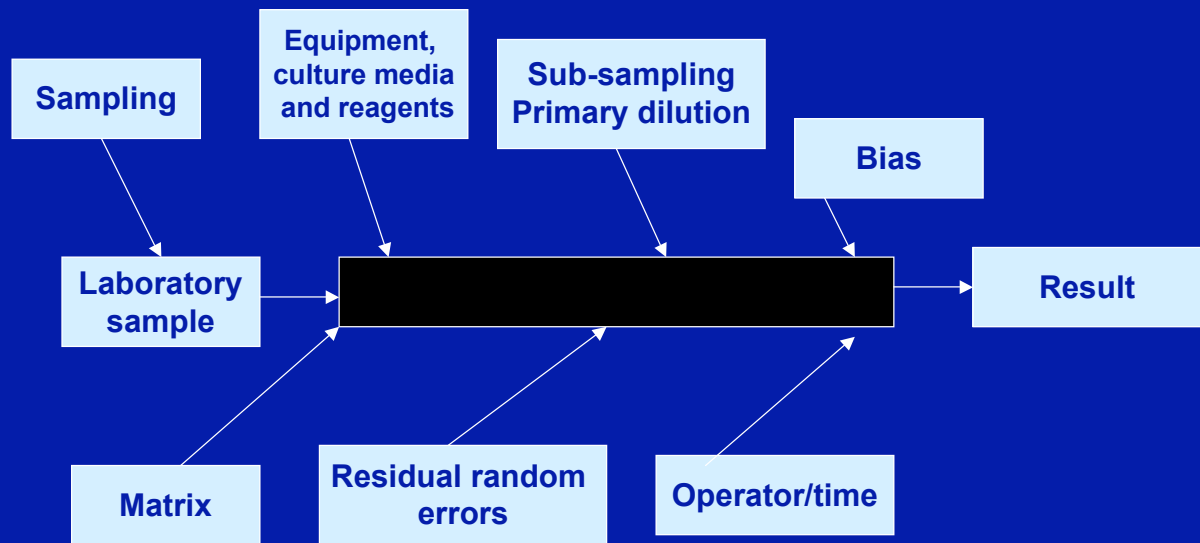 Sampling
Equipment,
culture media
and reagents
Sub-sampling
Primary dilution
Bias
Laboratory
sample
Result
Matrix
Residual random
errors
Operator/time